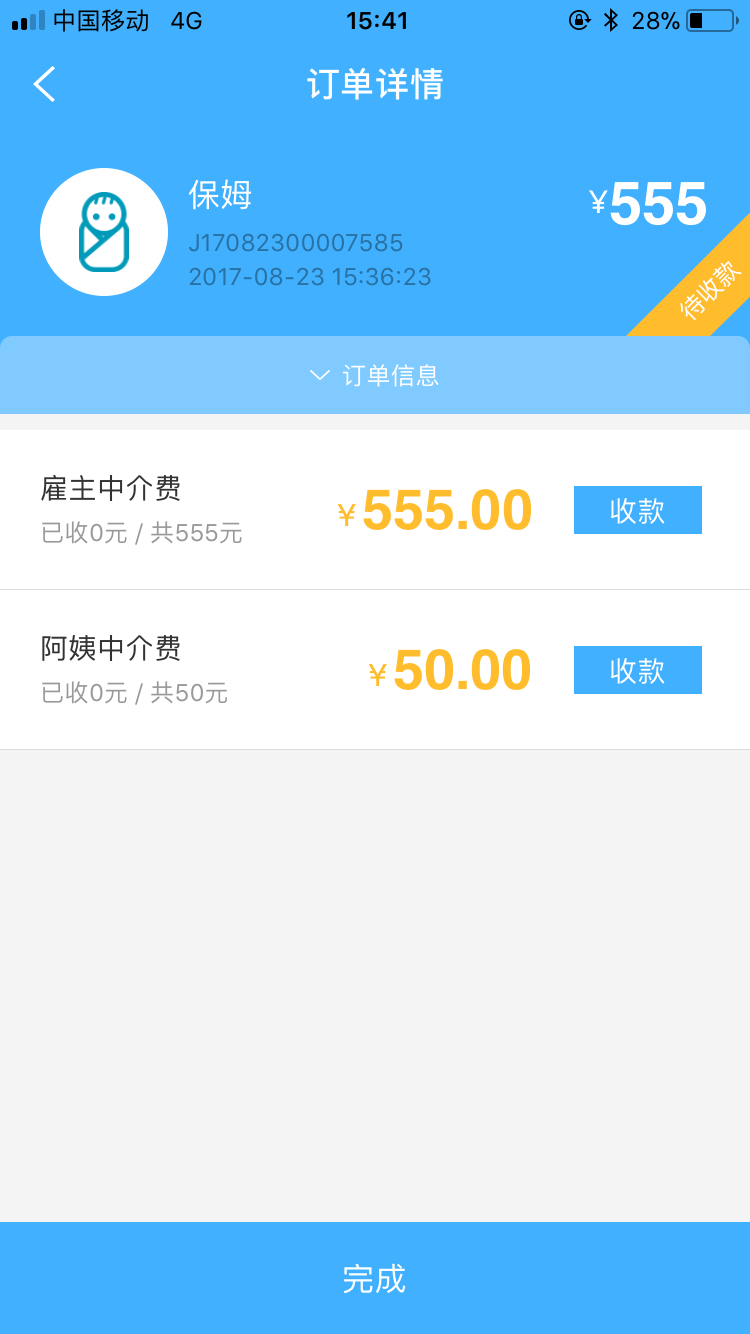 中国移动 4G 15:41 28%
订单详情
保姆
¥555
J17082300007585
2017-08-23 15:36:23
待收款
订单信息
雇主中介费
已收0元 / 共555元
¥555.00
收款
阿姨中介费
已收0元 / 共50元
¥50.00
收款
完成